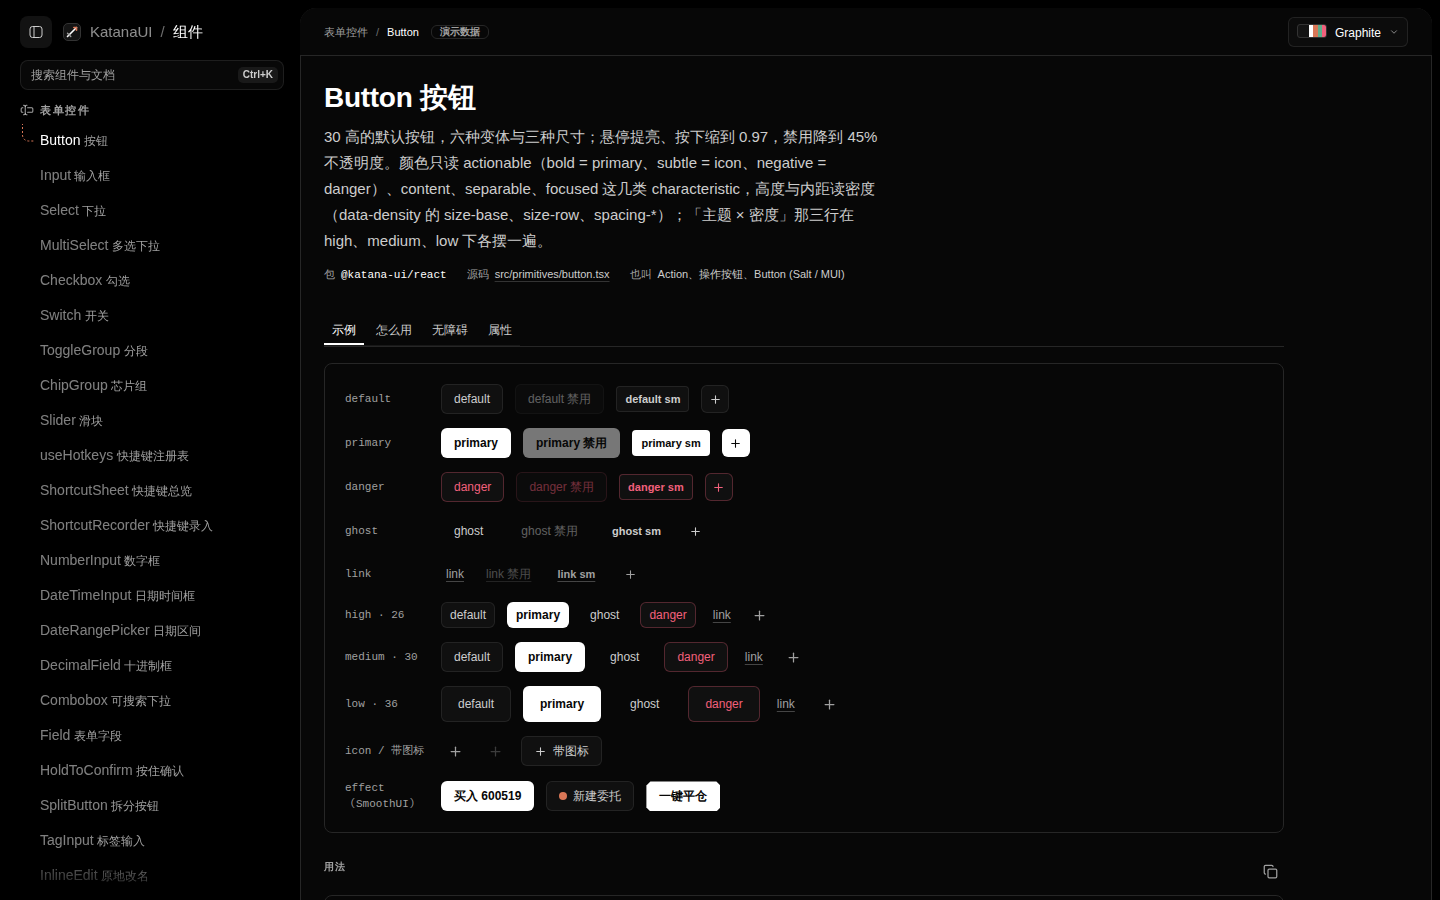 KatanaUI / 组件
搜索组件与文档 Ctrl+K
表单控件
Button 按钮
Input 输入框
Select 下拉
MultiSelect 多选下拉
Checkbox 勾选
Switch 开关
ToggleGroup 分段
ChipGroup 芯片组
Slider 滑块
useHotkeys 快捷键注册表
ShortcutSheet 快捷键总览
ShortcutRecorder 快捷键录入
NumberInput 数字框
DateTimeInput 日期时间框
DateRangePicker 日期区间
DecimalField 十进制框
Combobox 可搜索下拉
Field 表单字段
HoldToConfirm 按住确认
SplitButton 拆分按钮
TagInput 标签输入
InlineEdit 原地改名
表单控件 / Button 演示数据
Graphite
Button 按钮
30 高的默认按钮，六种变体与三种尺寸；悬停提亮、按下缩到 0.97，禁用降到 45%
不透明度。颜色只读 actionable（bold = primary、subtle = icon、negative =
danger）、content、separable、focused 这几类 characteristic，高度与内距读密度
（data-density 的 size-base、size-row、spacing-*）；「主题 × 密度」那三行在
high、medium、low 下各摆一遍。
包 @katana-ui/react 源码 src/primitives/button.tsx 也叫 Action、操作按钮、Button (Salt / MUI)
示例 怎么用 无障碍 属性
default default default 禁用 default sm
primary primary primary 禁用 primary sm
danger danger danger 禁用 danger sm
ghost ghost ghost 禁用 ghost sm
link link link 禁用 link sm
high · 26 default primary ghost danger link
medium · 30 default primary ghost danger link
low · 36 default primary ghost danger link
icon / 带图标 带图标
effect
（SmoothUI） 买入 600519 新建委托 一键平仓
用法